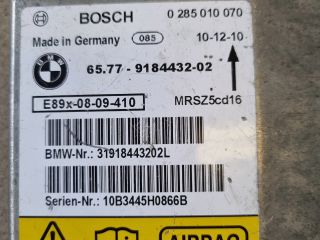 BOSCH 0 285 010 070
Made in Germany 085 10-12-10
BMW 65.77 - 9184432-02
E89x-08-09-410 MRSZ5cd16
BMW-Nr.: 31918443202L
Serien-Nr.: 10B3445H0866B
AIRBAG